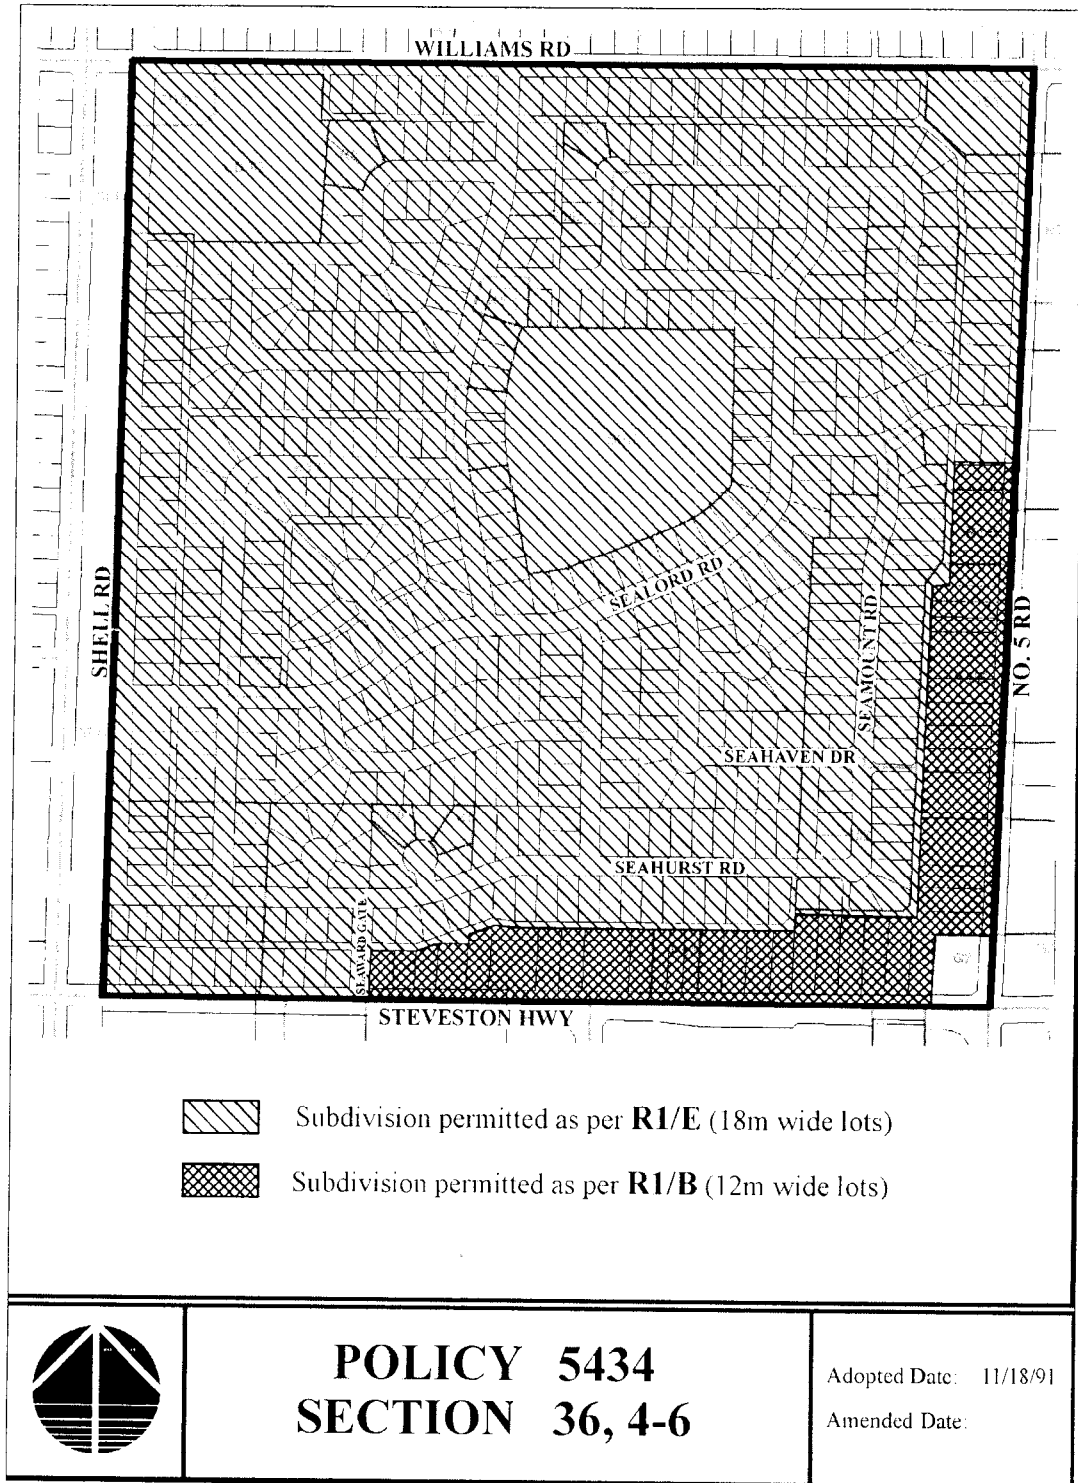 WILLIAMS RD
SHELL RD
SEALORD RD
SEAMOUNT RD
NO. 5 RD
SEAHAVEN DR
SEAHURST RD
SEAWARD GATE
STEVESTON HWY
Subdivision permitted as per R1/E (18m wide lots)
Subdivision permitted as per R1/B (12m wide lots)
POLICY 5434
SECTION 36, 4-6
Adopted Date: 11/18/91
Amended Date: